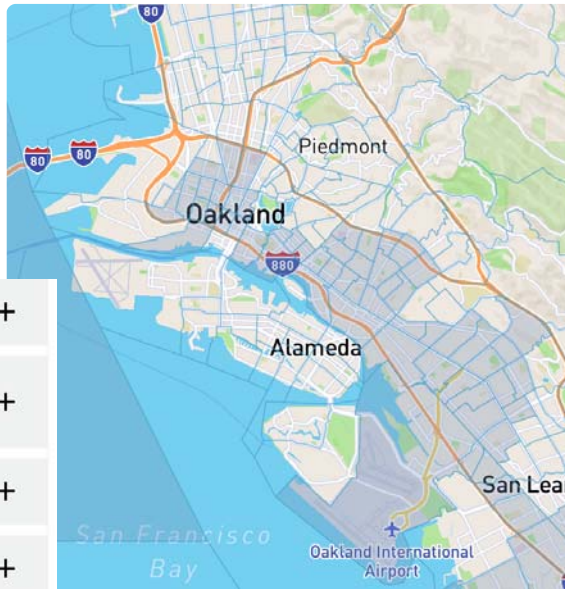 80
Piedmont
80
80
Oakland
880
+
Alameda
+
+
San Lea
San Francisco
Bay
Oakland International
Airport
+